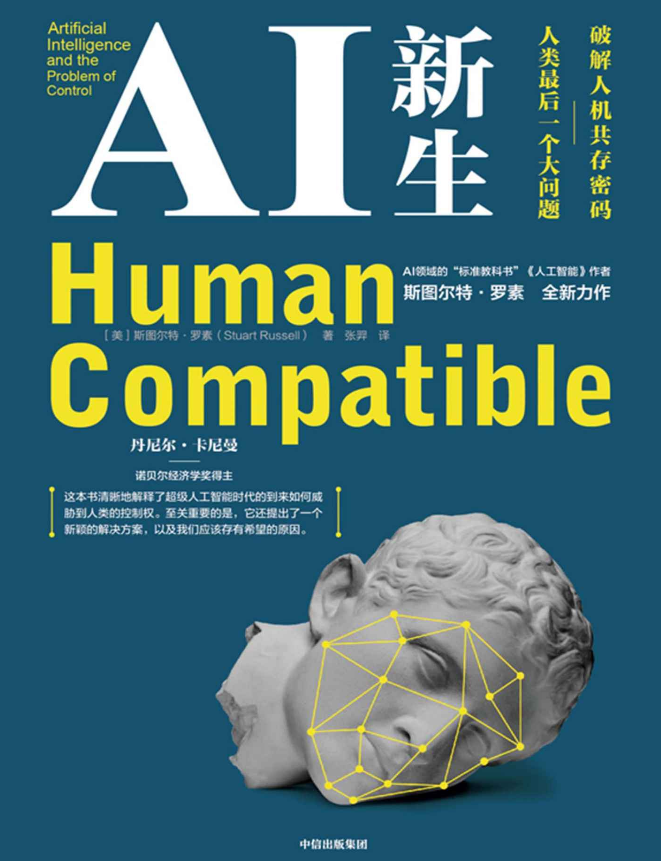 Artificial
Intelligence
and the
Problem of
Control
AI
新生
破解人机共存密码
人类最后一个大问题
Human
AI领域的“标准教科书”《人工智能》作者
斯图尔特·罗素 全新力作
[美]斯图尔特·罗素(Stuart Russell) 著 张羿 译
Compatible
丹尼尔·卡尼曼
诺贝尔经济学奖得主
这本书清晰地解释了超级人工智能时代的到来如何威
胁到人类的控制权。至关重要的是,它还提出了一个
新颖的解决方案,以及我们应该存有希望的原因。
中信出版集团